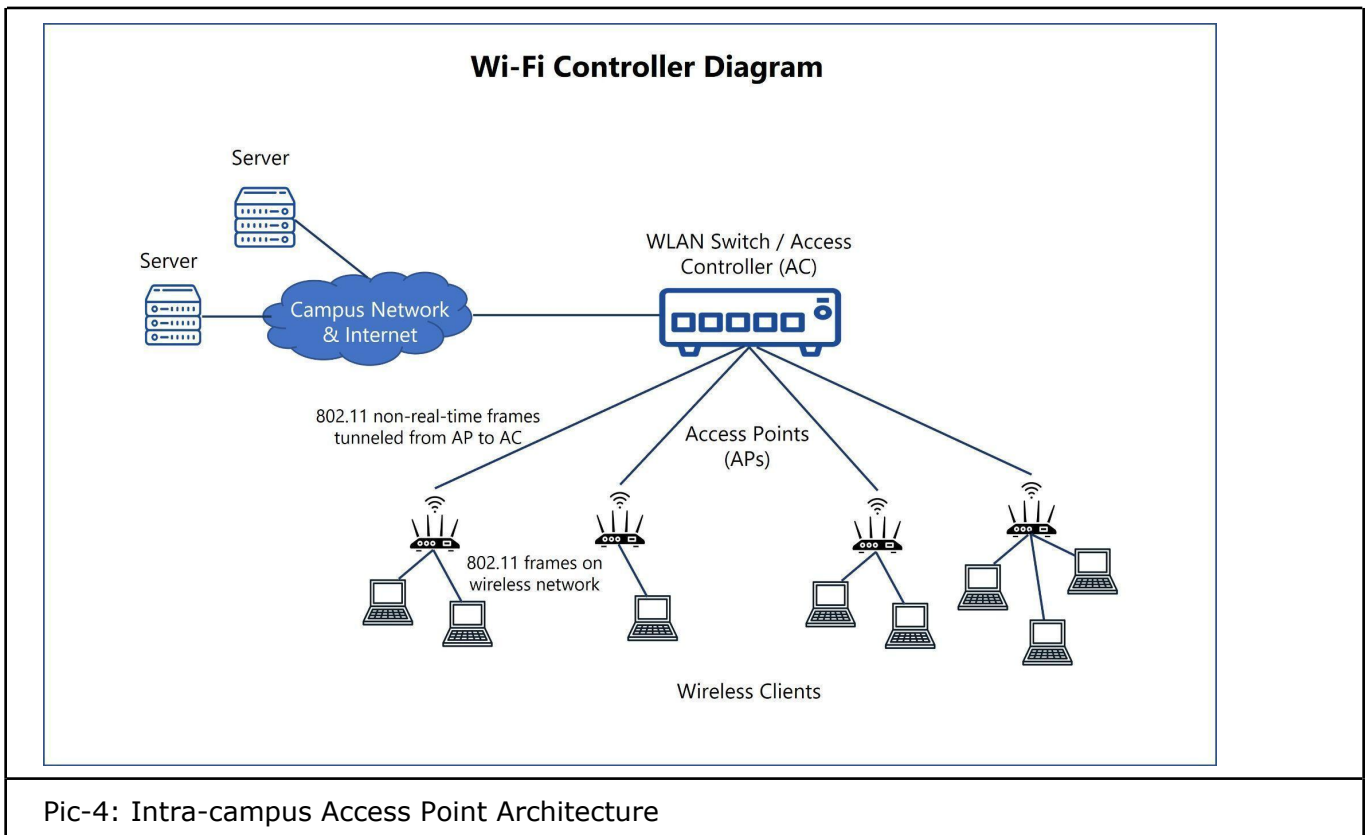 Wi-Fi Controller Diagram
Server
Server
WLAN Switch / Access
Controller (AC)
Campus Network
& Internet
802.11 non-real-time frames
tunneled from AP to AC
Access Points
(APs)
802.11 frames on
wireless network
Wireless Clients
Pic-4: Intra-campus Access Point Architecture